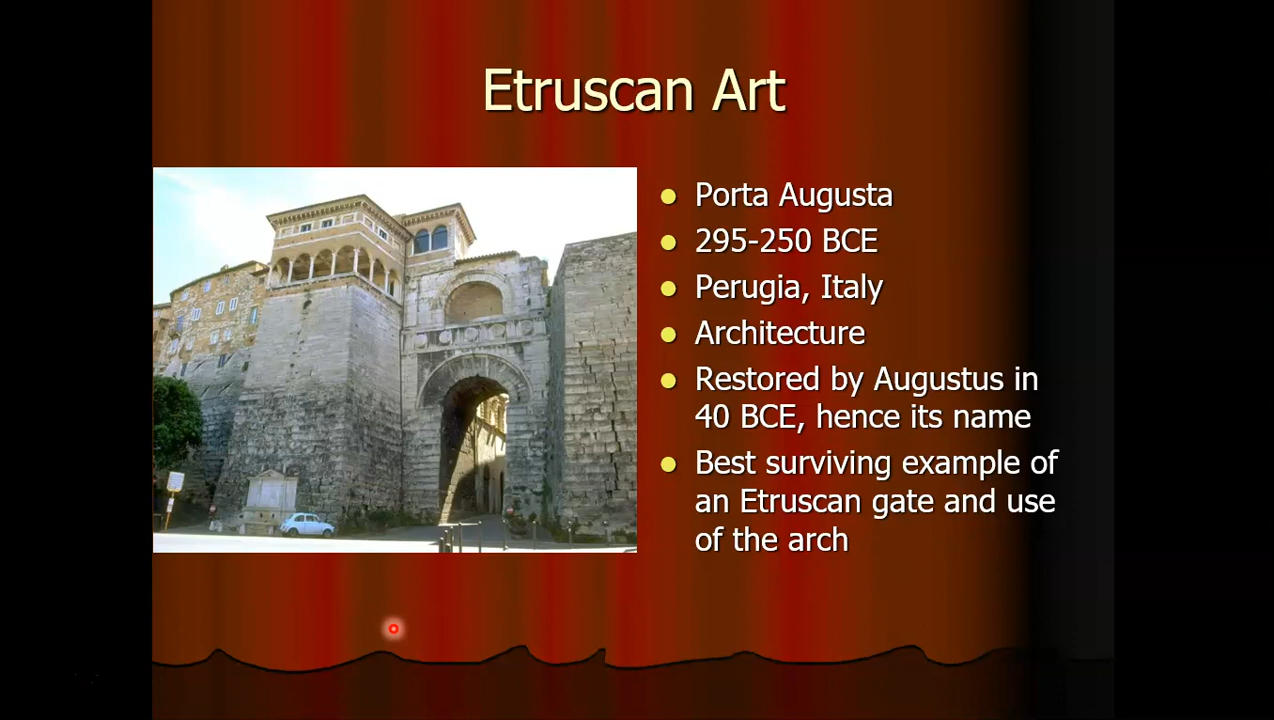 Etruscan Art
Porta Augusta
295-250 BCE
Perugia, Italy
Architecture
Restored by Augustus in
40 BCE, hence its name
Best surviving example of
an Etruscan gate and use
of the arch